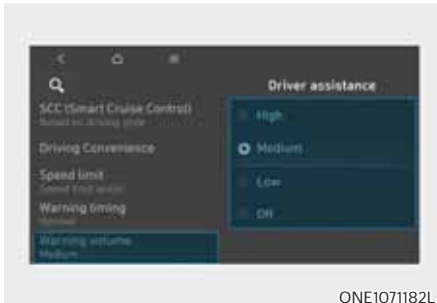 Driver assistance
SCC (Smart Cruise Control)
Based on driving style
Driving Convenience
Speed limit
Speed limit assist
Warning timing
Normal
Warning volume
Medium
High
Medium
Low
Off
ONE1071182L